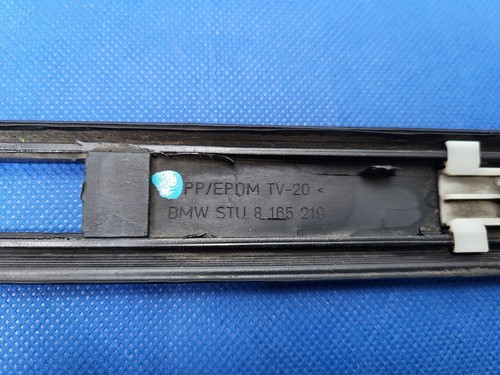 PP/EPDM TV-20 <
BMW STU 8 165 219